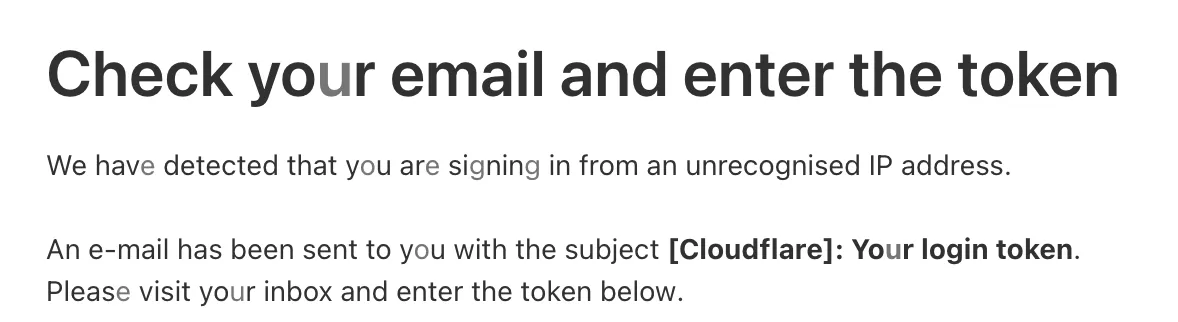 Check your email and enter the token
We have detected that you are signing in from an unrecognised IP address.
An e-mail has been sent to you with the subject [Cloudflare]: Your login token.
Please visit your inbox and enter the token below.